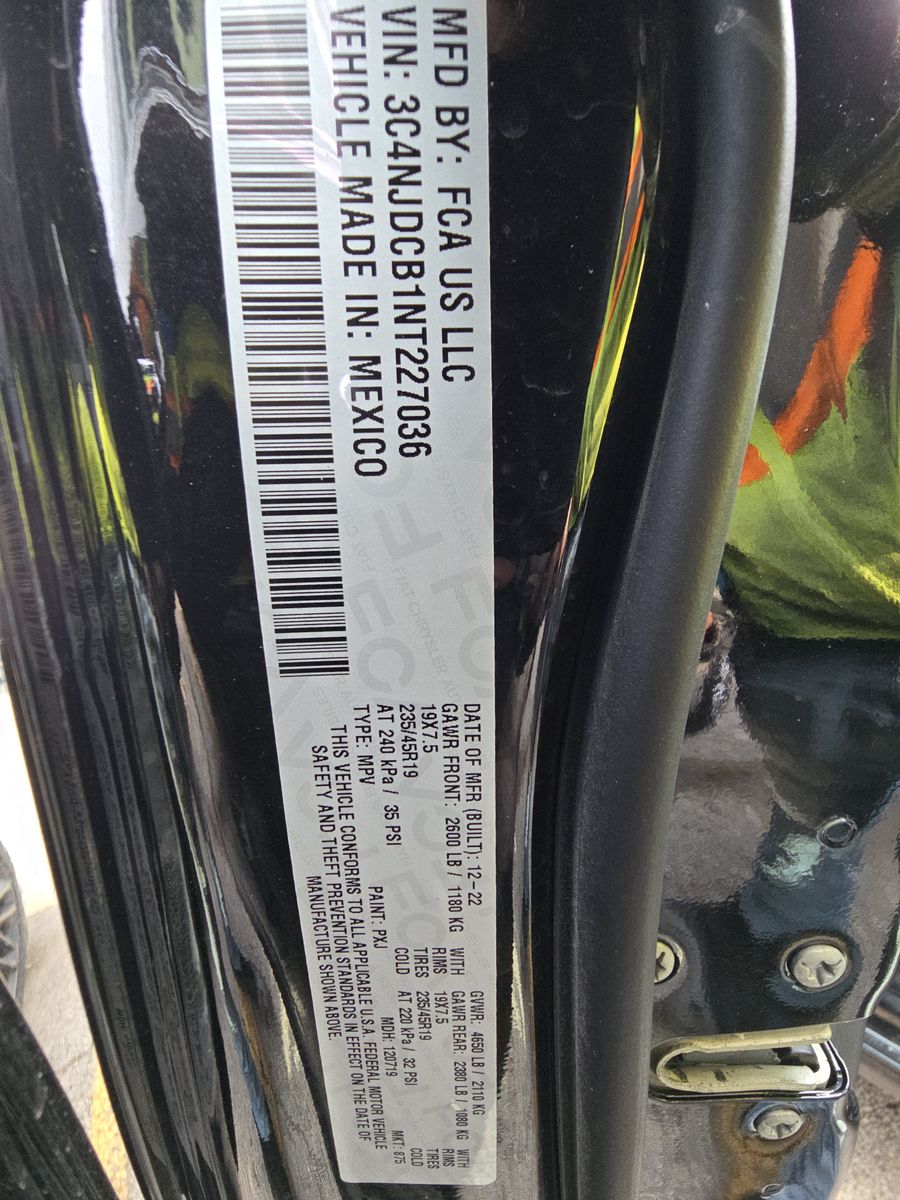 MFD BY: FCA US LLC
VIN: 3C4NJDCB1NT227036
VEHICLE MADE IN: MEXICO
DATE OF MFR (BUILT): 12-22 GVWR: 4650 LB / 2110 KG
GAWR FRONT: 2600 LB / 1180 KG WITH GAWR REAR: 2380 LB / 1080 KG WITH
19X7.5 RIMS 19X7.5 RIMS
235/45R19 TIRES 235/45R19 TIRES
AT 240 kPa / 35 PSI COLD AT 220 kPa / 32 PSI COLD
TYPE: MPV PAINT: PXJ MDH: 120719 MKT: 875
THIS VEHICLE CONFORMS TO ALL APPLICABLE U.S.A. FEDERAL MOTOR VEHICLE
SAFETY AND THEFT PREVENTION STANDARDS IN EFFECT ON THE DATE OF
MANUFACTURE SHOWN ABOVE.